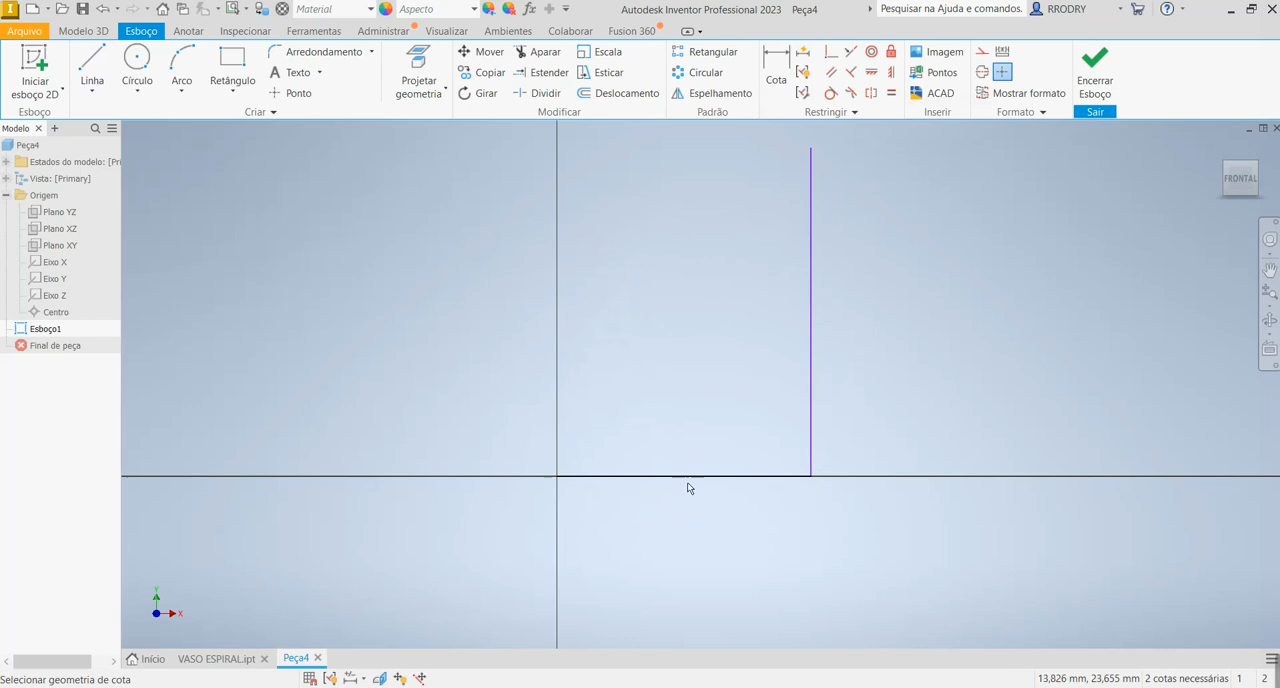 I Material Aspecto fx Autodesk Inventor Professional 2023 Peça4 Pesquisar na Ajuda e comandos. RRODRY
Arquivo Modelo 3D Esboço Anotar Inspecionar Ferramentas Administrar Visualizar Ambientes Colaborar Fusion 360
Iniciar esboço 2D
Linha
Círculo
Arco
Retângulo
Arredondamento
Texto
Ponto
Projetar geometria
Mover Aparar Escala
Copiar Estender Esticar
Girar Dividir Deslocamento
Retangular
Circular
Espelhamento
Cota
Imagem
Pontos
ACAD
Mostrar formato
Encerrar Esboço
Esboço Criar Modificar Padrão Restringir Inserir Formato Sair
Modelo
Peça4
Estados do modelo: [Pri
Vista: [Primary]
Origem
Plano YZ
Plano XZ
Plano XY
Eixo X
Eixo Y
Eixo Z
Centro
Esboço1
Final de peça
FRONTAL
Y
X
Início VASO ESPIRAL.ipt Peça4
Selecionar geometria de cota 13,826 mm, 23,655 mm 2 cotas necessárias 1 2